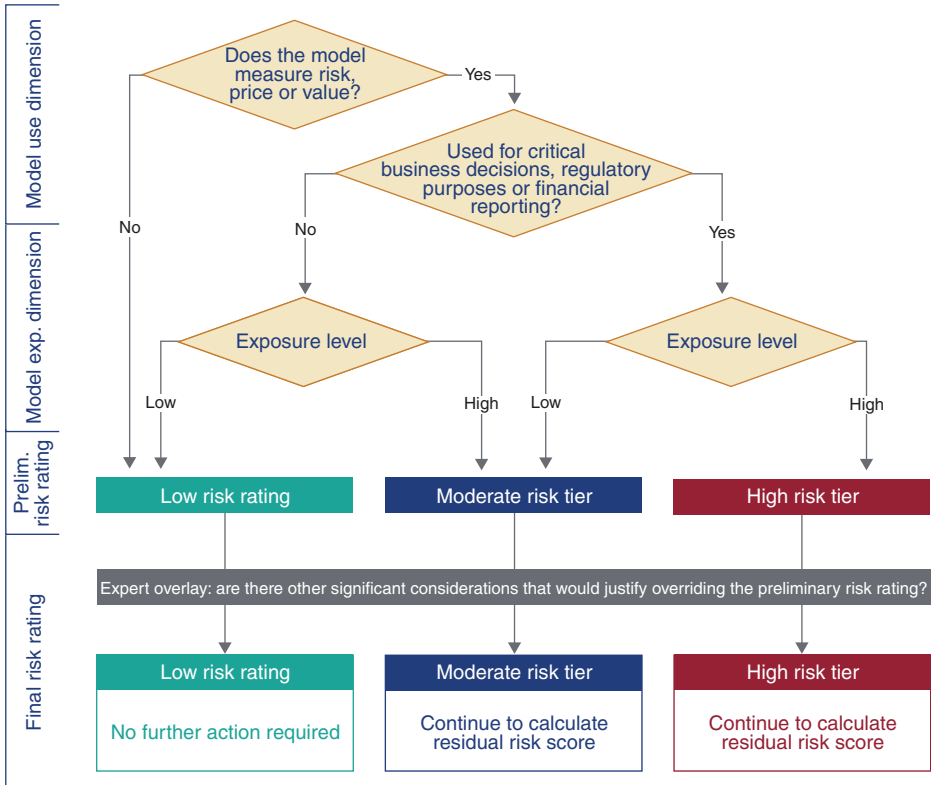 Model use dimension
Does the model
measure risk,
price or value?
Yes
Used for critical
business decisions, regulatory
purposes or financial
reporting?
No
No
Yes
Model exp. dimension
Exposure level
Exposure level
Low
High
Low
High
Prelim.
risk rating
Low risk rating
Moderate risk tier
High risk tier
Final risk rating
Expert overlay: are there other significant considerations that would justify overriding the preliminary risk rating?
Low risk rating
Moderate risk tier
High risk tier
No further action required
Continue to calculate
residual risk score
Continue to calculate
residual risk score